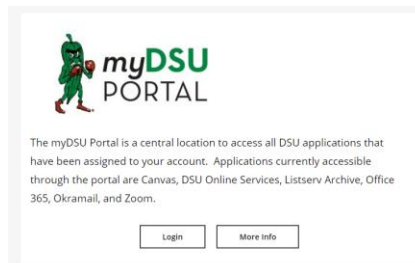 myDSU
PORTAL
The myDSU Portal is a central location to access all DSU applications that
have been assigned to your account. Applications currently accessible
through the portal are Canvas, DSU Online Services, Listserv Archive, Office
365, Okramail, and Zoom.
Login More Info